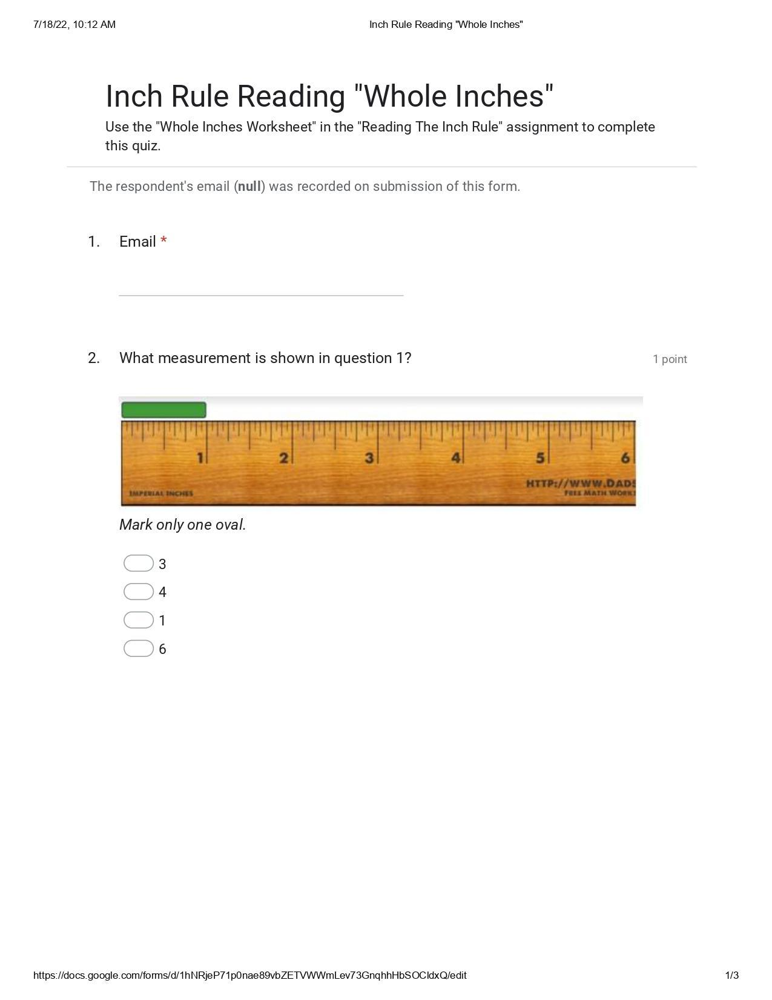 7/18/22, 10:12 AM Inch Rule Reading "Whole Inches"
Inch Rule Reading "Whole Inches"
Use the "Whole Inches Worksheet" in the "Reading The Inch Rule" assignment to complete
this quiz.
The respondent's email (null) was recorded on submission of this form.
1. Email *
2. What measurement is shown in question 1? 1 point
1 2 3 4 5 6
HTTP://WWW.DADS
IMPERIAL INCHES FREE MATH WORKS
Mark only one oval.
3
4
1
6
https://docs.google.com/forms/d/1hNRjeP71p0nae89vbZETVWWmLev73GnqhhHbSOCIdxQ/edit 1/3